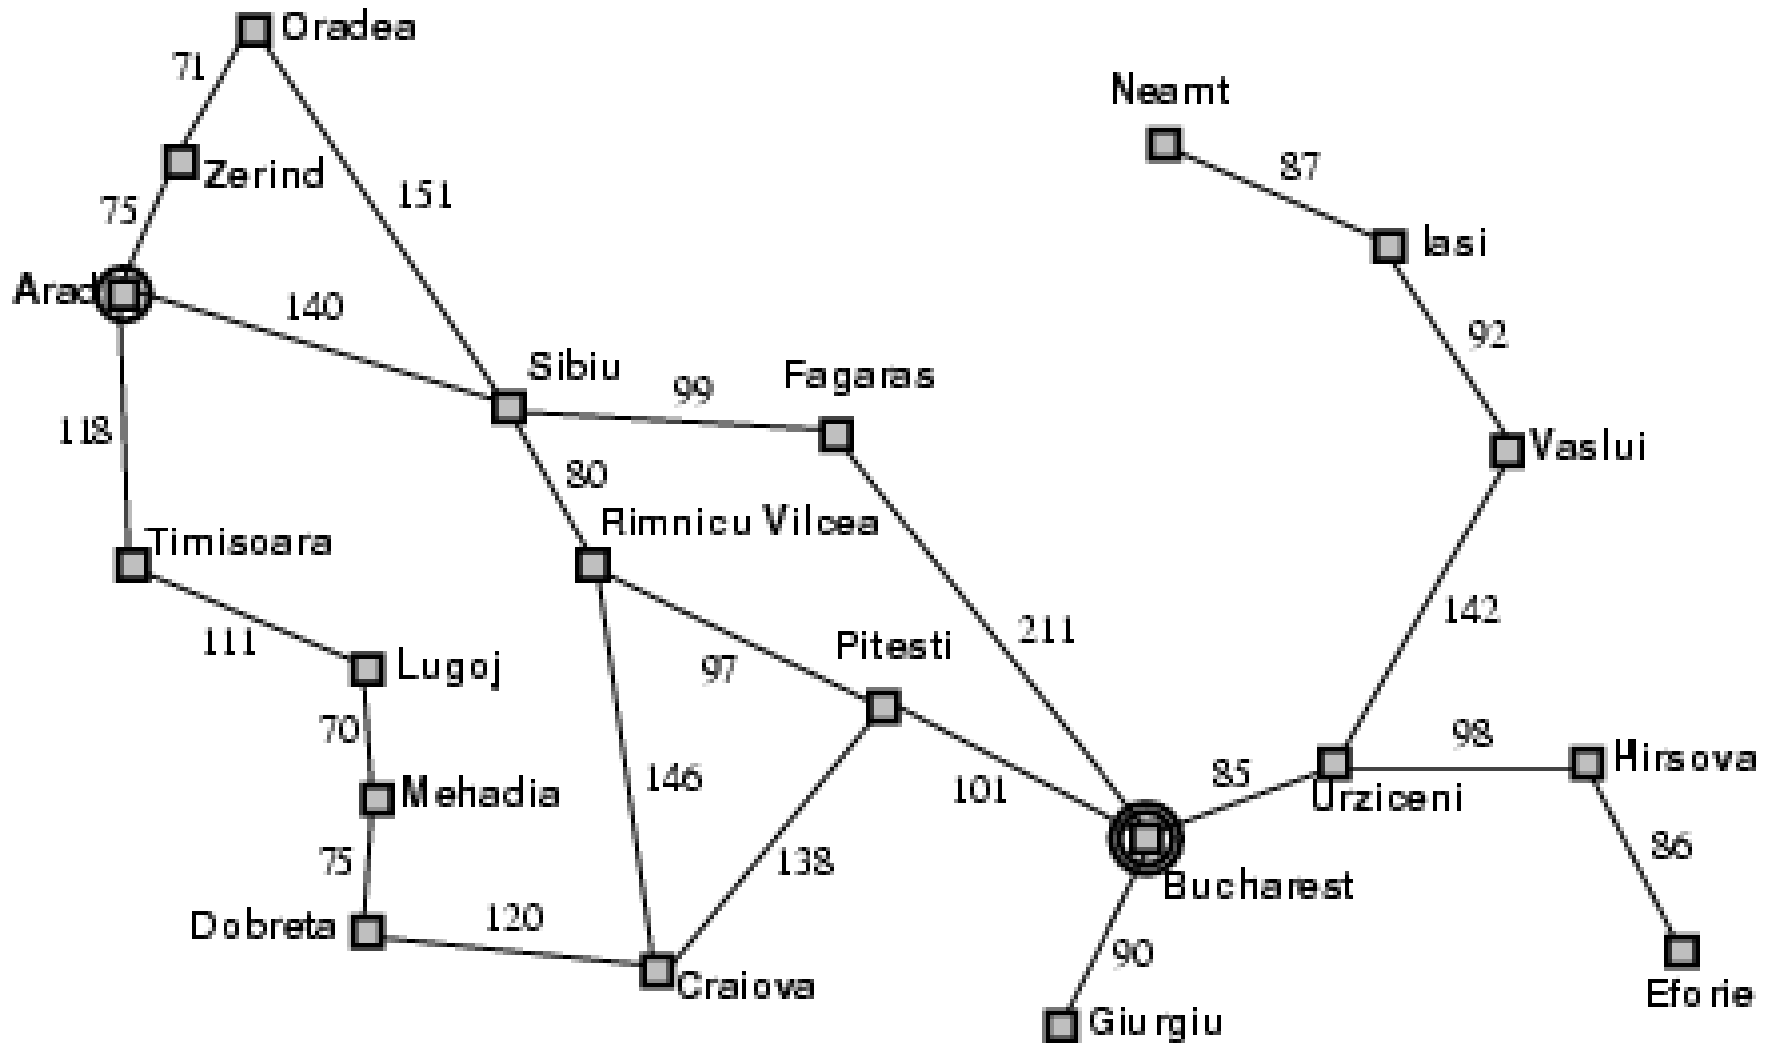 Oradea
71
Neamt
Zerind
87
151
75
Iasi
Arad
140
92
Sibiu
99
Fagaras
118
Vaslui
80
Rimnicu Vilcea
Timisoara
142
211
111
Pitesti
Lugoj
97
70
98
Hirsova
146
85
101
Mehadia
Urziceni
75
138
86
Bucharest
120
Dobreta
90
Craiova
Eforie
Giurgiu